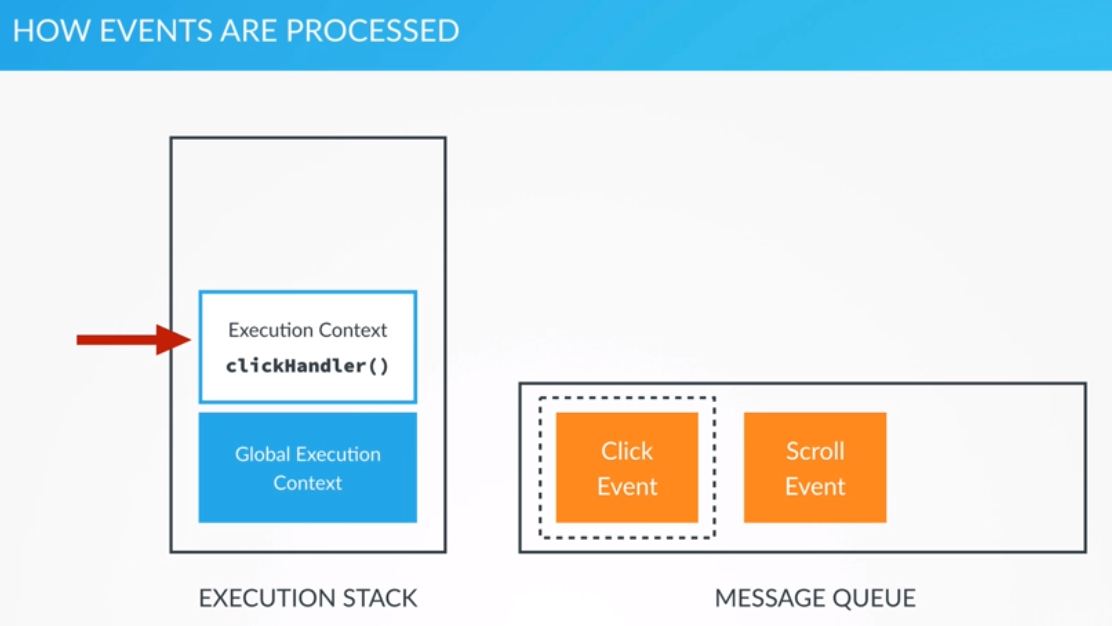 HOW EVENTS ARE PROCESSED
Execution Context
clickHandler()
Global Execution
Context
Click
Event
Scroll
Event
EXECUTION STACK
MESSAGE QUEUE